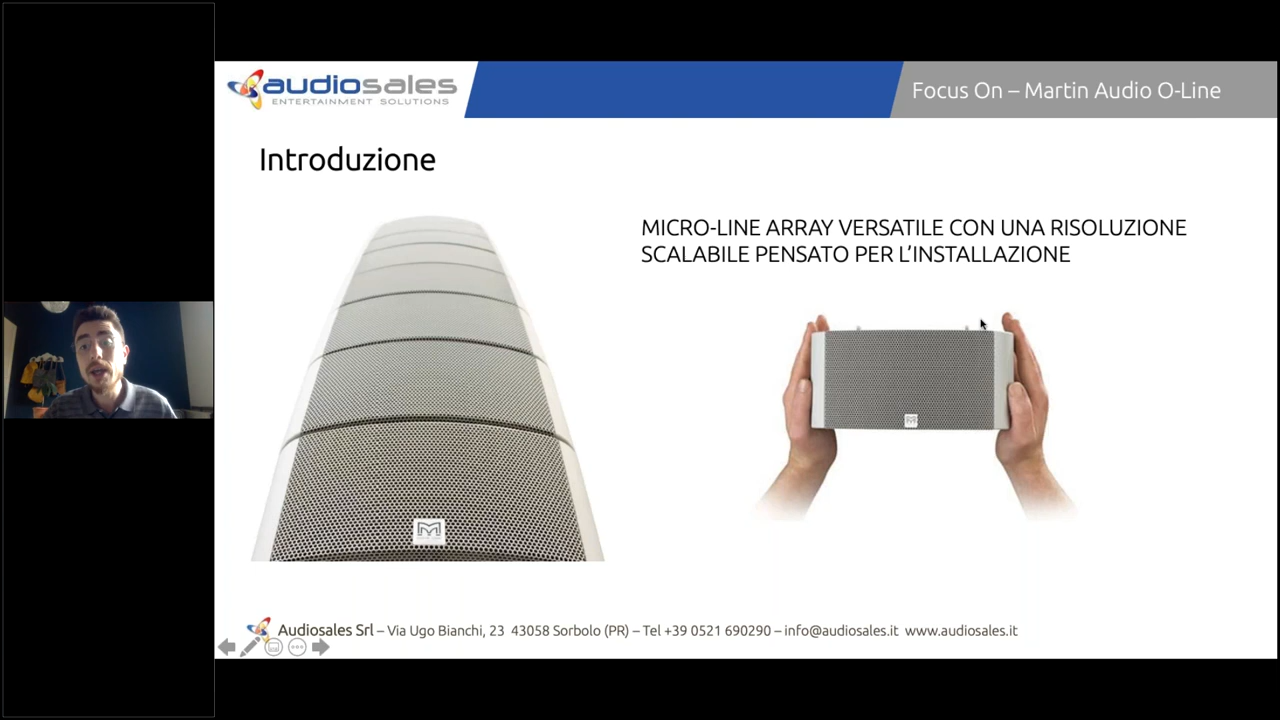 audiosales
ENTERTAINMENT SOLUTIONS
Focus On – Martin Audio O-Line
Introduzione
MICRO-LINE ARRAY VERSATILE CON UNA RISOLUZIONE
SCALABILE PENSATO PER L’INSTALLAZIONE
Audiosales Srl – Via Ugo Bianchi, 23 43058 Sorbolo (PR) – Tel +39 0521 690290 – info@audiosales.it www.audiosales.it